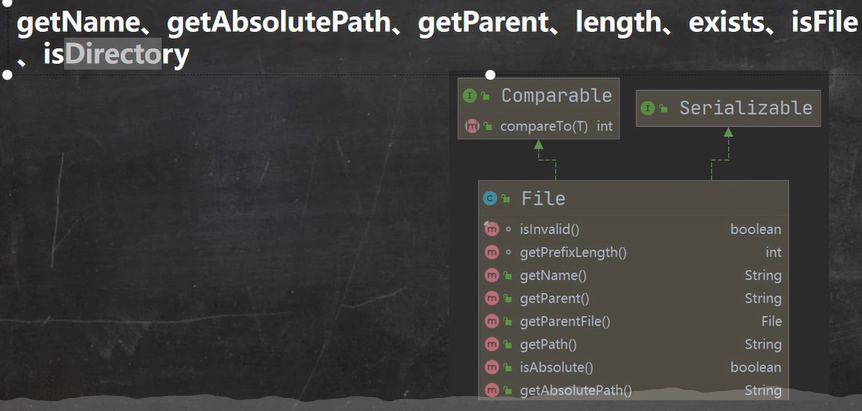 getName、getAbsolutePath、getParent、length、exists、isFile
、isDirectory
Comparable
compareTo(T) int
Serializable
File
isInvalid() boolean
getPrefixLength() int
getName() String
getParent() String
getParentFile() File
getPath() String
isAbsolute() boolean
getAbsolutePath() String